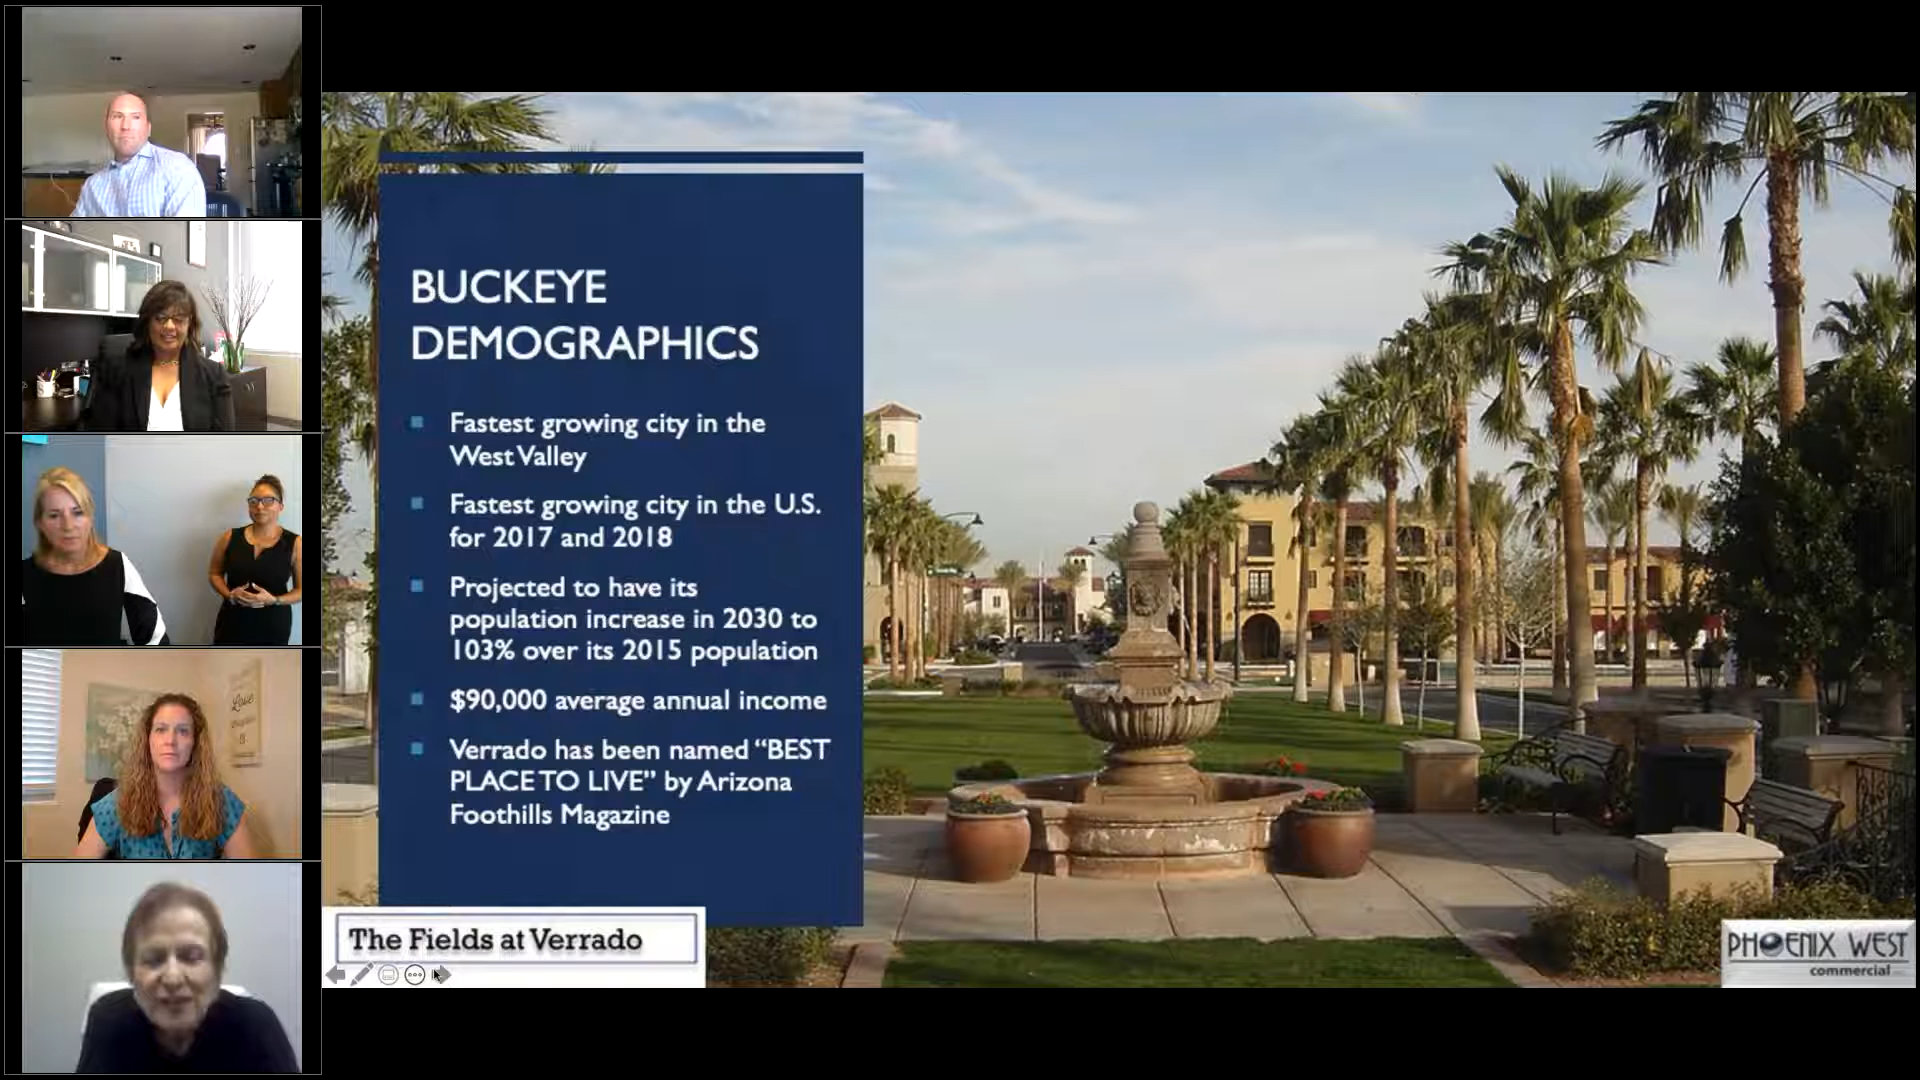 BUCKEYE
DEMOGRAPHICS
Fastest growing city in the
West Valley
Fastest growing city in the U.S.
for 2017 and 2018
Projected to have its
population increase in 2030 to
103% over its 2015 population
$90,000 average annual income
Verrado has been named “BEST
PLACE TO LIVE” by Arizona
Foothills Magazine
The Fields at Verrado
PHOENIX WEST
commercial
Love